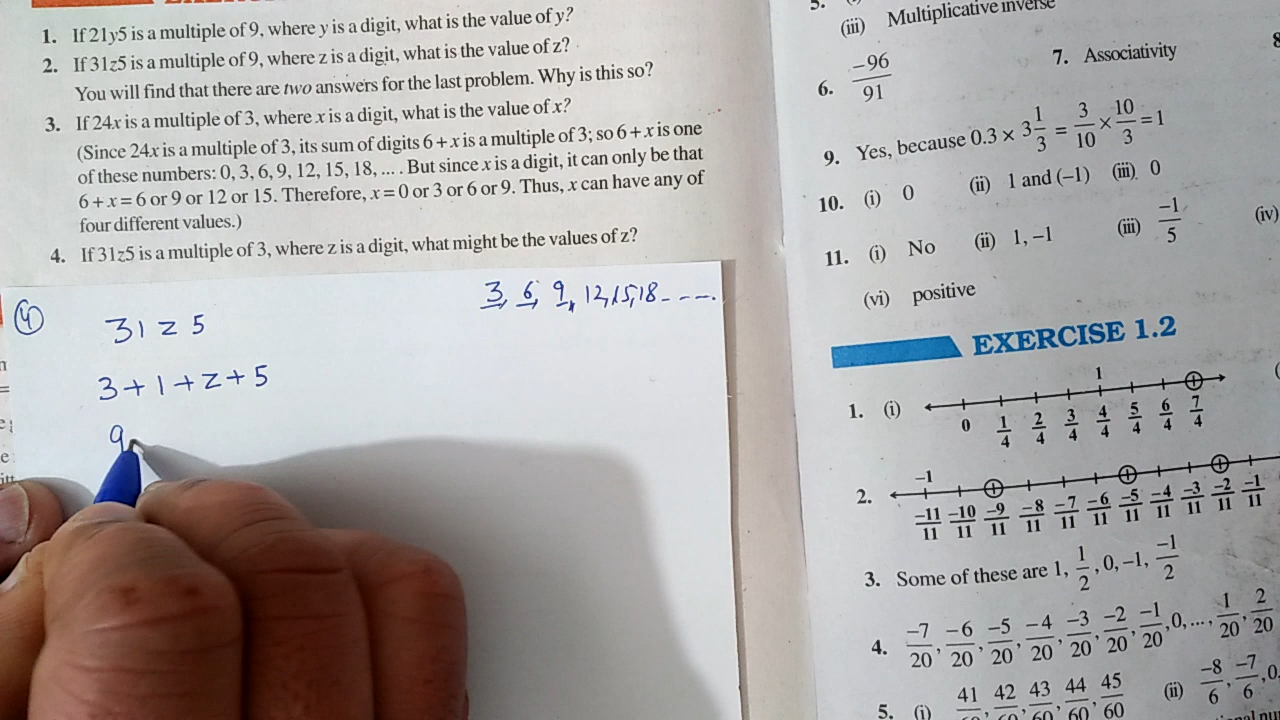 1. If 21y5 is a multiple of 9, where y is a digit, what is the value of y?
2. If 31z5 is a multiple of 9, where z is a digit, what is the value of z?
You will find that there are two answers for the last problem. Why is this so?
3. If 24x is a multiple of 3, where x is a digit, what is the value of x?
(Since 24x is a multiple of 3, its sum of digits 6 + x is a multiple of 3; so 6 + x is one
of these numbers: 0, 3, 6, 9, 12, 15, 18, ... . But since x is a digit, it can only be that
6 + x = 6 or 9 or 12 or 15. Therefore, x = 0 or 3 or 6 or 9. Thus, x can have any of
four different values.)
4. If 31z5 is a multiple of 3, where z is a digit, what might be the values of z?
4 31z5
3, 6, 9, 12, 15, 18 - - - .
3+1+z+5
9
5.
(iii) Multiplicative inverse
6. −96/91
7. Associativity
8
9. Yes, because 0.3 × 3 1/3 = 3/10 × 10/3 = 1
10. (i) 0 (ii) 1 and (−1) (iii) 0
11. (i) No (ii) 1, −1 (iii) −1/5 (iv)
(vi) positive
EXERCISE 1.2
1. (i) 1
0 1/4 2/4 3/4 4/4 5/4 6/4 7/4
2. −1
−11/11 −10/11 −9/11 −8/11 −7/11 −6/11 −5/11 −4/11 −3/11 −2/11 −1/11
3. Some of these are 1, 1/2, 0, −1, −1/2
4. −7/20, −6/20, −5/20, −4/20, −3/20, −2/20, −1/20, 0, ..., 1/20, 2/20
5. (i) 41/60, 42/60, 43/60, 44/60, 45/60 (ii) −8/6, −7/6, 0,